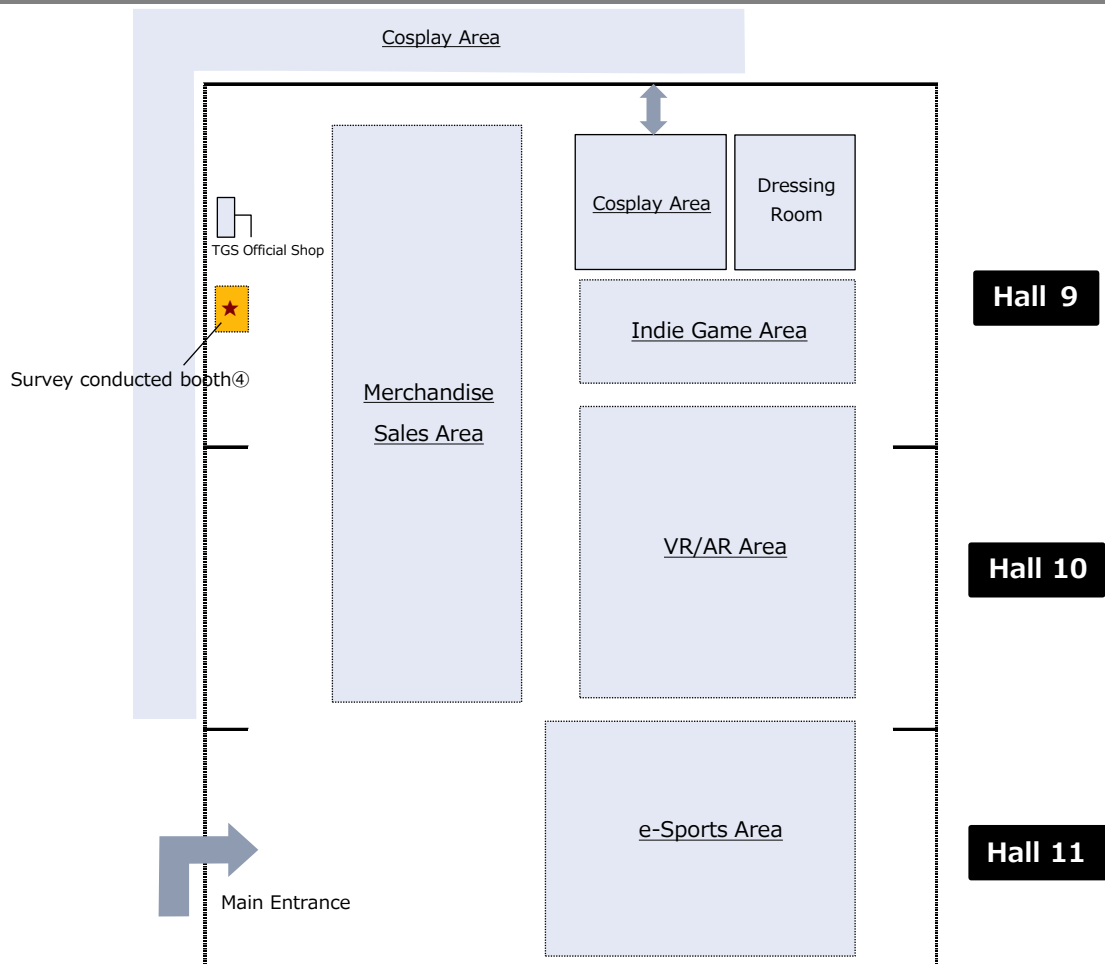 Cosplay Area
Cosplay Area
Dressing
Room
TGS Official Shop
Hall 9
Indie Game Area
Survey conducted booth④
Merchandise
Sales Area
VR/AR Area
Hall 10
e-Sports Area
Hall 11
Main Entrance